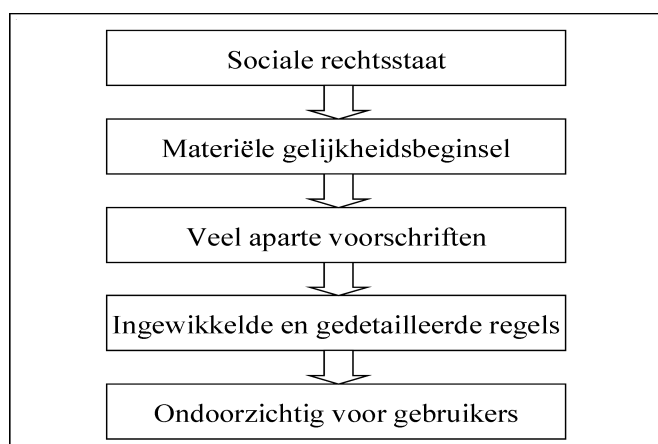 Sociale rechtsstaat
Materiële gelijkheidsbeginsel
Veel aparte voorschriften
Ingewikkelde en gedetailleerde regels
Ondoorzichtig voor gebruikers